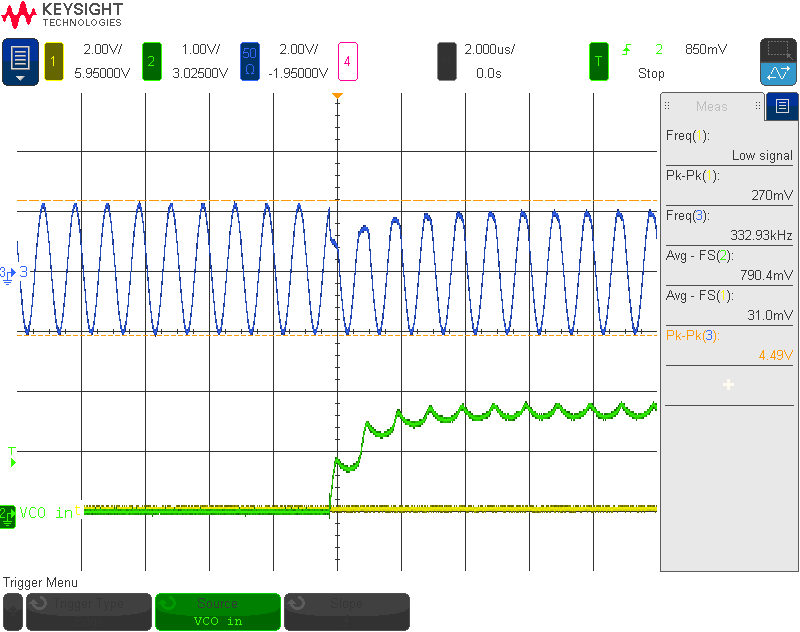 KEYSIGHT
TECHNOLOGIES
1 2.00V/ 5.95000V
2 1.00V/ 3.02500V
50 Ω 2.00V/ -1.95000V
4
2.000us/ 0.0s
T 2 850mV
Stop
Meas
Freq( ):
Low signal
Pk-Pk( ):
270mV
Freq(3):
332.93kHz
Avg - FS(2):
790.4mV
Avg - FS( ):
31.0mV
Pk-Pk(3):
4.49V
3 3
T
2 VCO in
Trigger Menu
Trigger Type
Source
VCO in
Slope